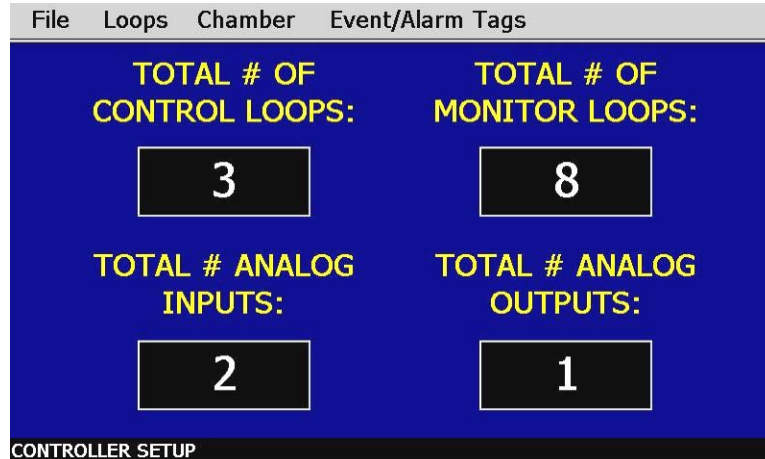 File Loops Chamber Event/Alarm Tags
TOTAL # OF
CONTROL LOOPS:
3
TOTAL # OF
MONITOR LOOPS:
8
TOTAL # ANALOG
INPUTS:
2
TOTAL # ANALOG
OUTPUTS:
1
CONTROLLER SETUP